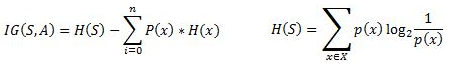 IG(S,A) = H(S) − ∑_{i=0}^{n} P(x) * H(x)
H(S) = ∑_{x∈X} p(x) log₂ 1/p(x)